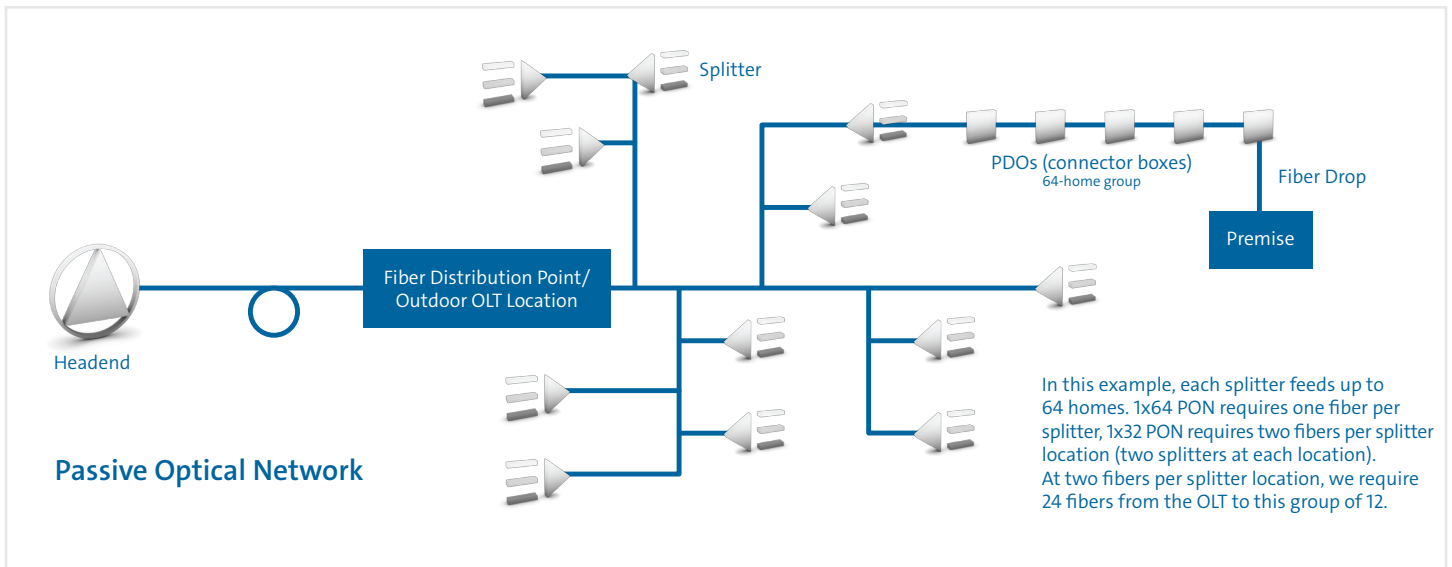 Splitter
PDOs (connector boxes)
64-home group
Fiber Drop
Premise
Fiber Distribution Point/
Outdoor OLT Location
Headend
Passive Optical Network
In this example, each splitter feeds up to
64 homes. 1x64 PON requires one fiber per
splitter, 1x32 PON requires two fibers per splitter
location (two splitters at each location).
At two fibers per splitter location, we require
24 fibers from the OLT to this group of 12.